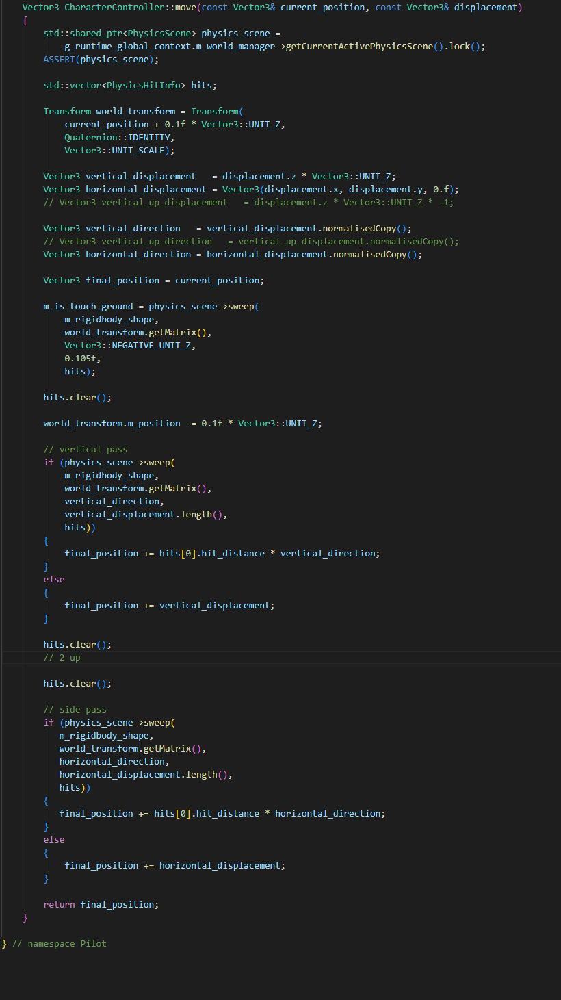 Vector3 CharacterController::move(const Vector3& current_position, const Vector3& displacement)
{
std::shared_ptr<PhysicsScene> physics_scene =
g_runtime_global_context.m_world_manager->getCurrentActivePhysicsScene().lock();
ASSERT(physics_scene);
std::vector<PhysicsHitInfo> hits;
Transform world_transform = Transform(
current_position + 0.1f * Vector3::UNIT_Z,
Quaternion::IDENTITY,
Vector3::UNIT_SCALE);
Vector3 vertical_displacement   = displacement.z * Vector3::UNIT_Z;
Vector3 horizontal_displacement = Vector3(displacement.x, displacement.y, 0.f);
// Vector3 vertical_up_displacement   = displacement.z * Vector3::UNIT_Z * -1;
Vector3 vertical_direction   = vertical_displacement.normalisedCopy();
// Vector3 vertical_up_direction   = vertical_up_displacement.normalisedCopy();
Vector3 horizontal_direction = horizontal_displacement.normalisedCopy();
Vector3 final_position = current_position;
m_is_touch_ground = physics_scene->sweep(
m_rigidbody_shape,
world_transform.getMatrix(),
Vector3::NEGATIVE_UNIT_Z,
0.105f,
hits);
hits.clear();
world_transform.m_position -= 0.1f * Vector3::UNIT_Z;
// vertical pass
if (physics_scene->sweep(
m_rigidbody_shape,
world_transform.getMatrix(),
vertical_direction,
vertical_displacement.length(),
hits))
{
final_position += hits[0].hit_distance * vertical_direction;
}
else
{
final_position += vertical_displacement;
}
hits.clear();
// 2 up
hits.clear();
// side pass
if (physics_scene->sweep(
m_rigidbody_shape,
world_transform.getMatrix(),
horizontal_direction,
horizontal_displacement.length(),
hits))
{
final_position += hits[0].hit_distance * horizontal_direction;
}
else
{
final_position += horizontal_displacement;
}
return final_position;
}
} // namespace Pilot